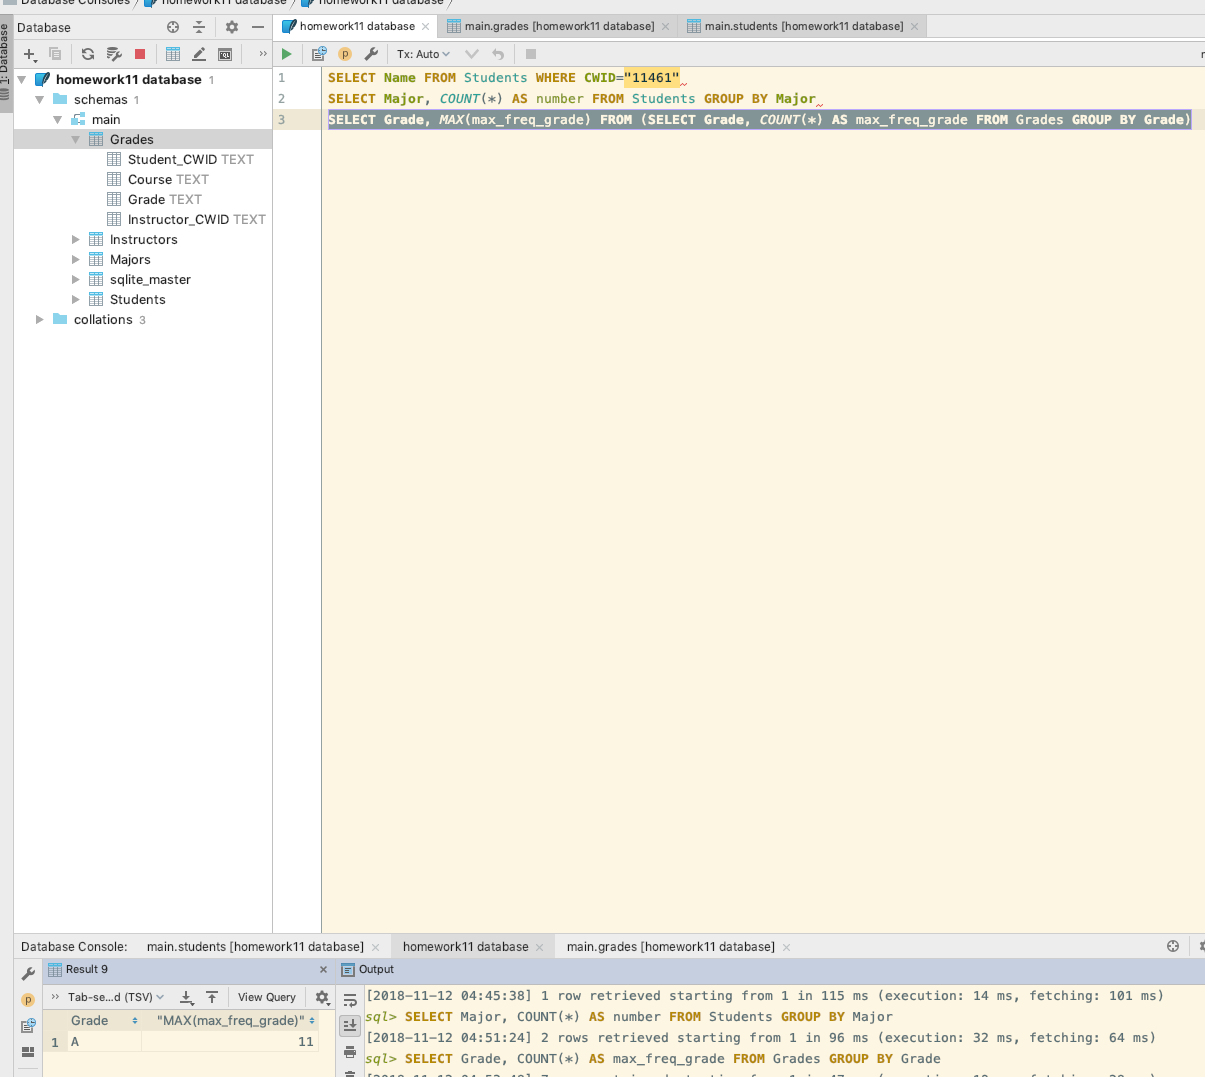 Database Consoles homework11 database homework11 database
Database
homework11 database
main.grades [homework11 database]
main.students [homework11 database]
1: Database
Tx: Auto
homework11 database 1
schemas 1
main
Grades
Student_CWID TEXT
Course TEXT
Grade TEXT
Instructor_CWID TEXT
Instructors
Majors
sqlite_master
Students
collations 3
1 SELECT Name FROM Students WHERE CWID="11461"
2 SELECT Major, COUNT(*) AS number FROM Students GROUP BY Major
3 SELECT Grade, MAX(max_freq_grade) FROM (SELECT Grade, COUNT(*) AS max_freq_grade FROM Grades GROUP BY Grade)
Database Console: main.students [homework11 database] homework11 database main.grades [homework11 database]
Result 9
Tab-se...d (TSV) View Query
Grade "MAX(max_freq_grade)"
1 A 11
Output
[2018-11-12 04:45:38] 1 row retrieved starting from 1 in 115 ms (execution: 14 ms, fetching: 101 ms)
sql> SELECT Major, COUNT(*) AS number FROM Students GROUP BY Major
[2018-11-12 04:51:24] 2 rows retrieved starting from 1 in 96 ms (execution: 32 ms, fetching: 64 ms)
sql> SELECT Grade, COUNT(*) AS max_freq_grade FROM Grades GROUP BY Grade